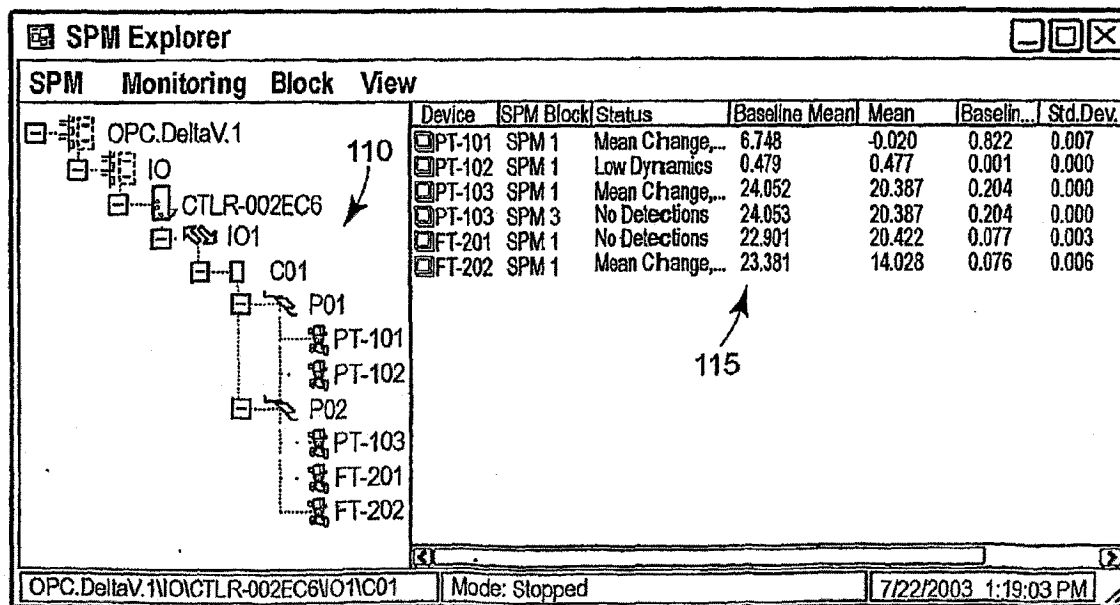 SPM Explorer
SPM Monitoring Block View
OPC.DeltaV.1
IO
CTLR-002EC6
IO1
C01
P01
PT-101
PT-102
P02
PT-103
FT-201
FT-202
110
Device SPM Block Status Baseline Mean Mean Baselin... Std.Dev.
PT-101 SPM 1 Mean Change,... 6.748 -0.020 0.822 0.007
PT-102 SPM 1 Low Dynamics 0.479 0.477 0.001 0.000
PT-103 SPM 1 Mean Change,... 24.052 20.387 0.204 0.000
PT-103 SPM 3 No Detections 24.053 20.387 0.204 0.000
FT-201 SPM 1 No Detections 22.901 20.422 0.077 0.003
FT-202 SPM 1 Mean Change,... 23.381 14.028 0.076 0.006
115
OPC.DeltaV.1\IO\CTLR-002EC6\IO1\C01 Mode: Stopped 7/22/2003 1:19:03 PM